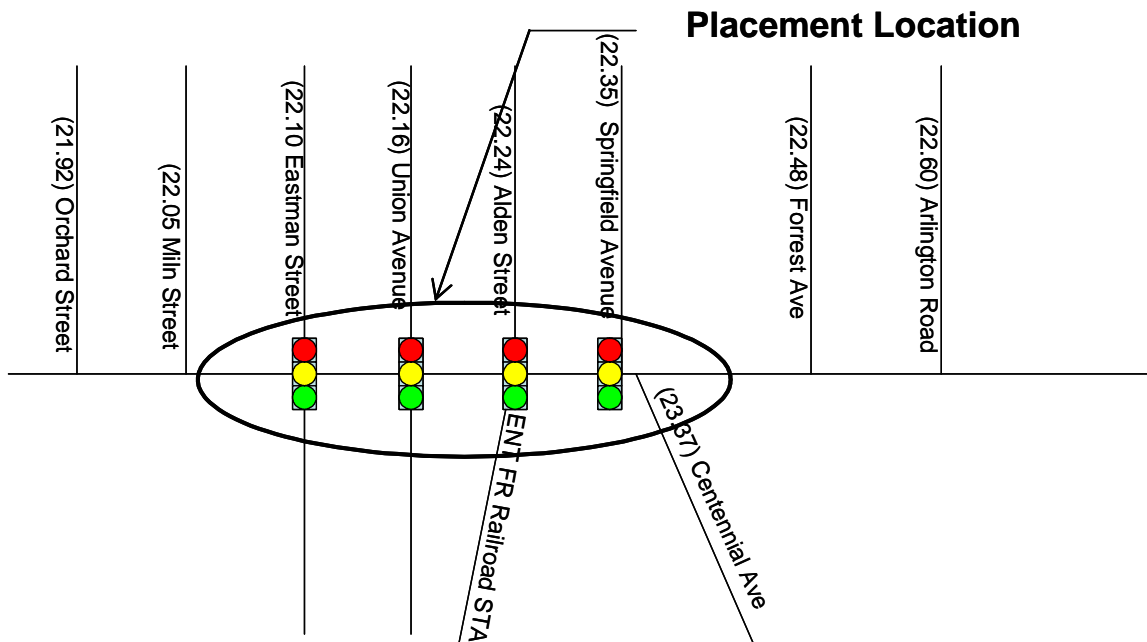 Placement Location
(21.92) Orchard Street
(22.05 Miln Street
(22.10 Eastman Street
(22.16) Union Avenue
(22.24) Alden Street
(22.35) Springfield Avenue
(22.48) Forrest Ave
(22.60) Arlington Road
ENT FR Railroad STA
(23.37) Centennial Ave